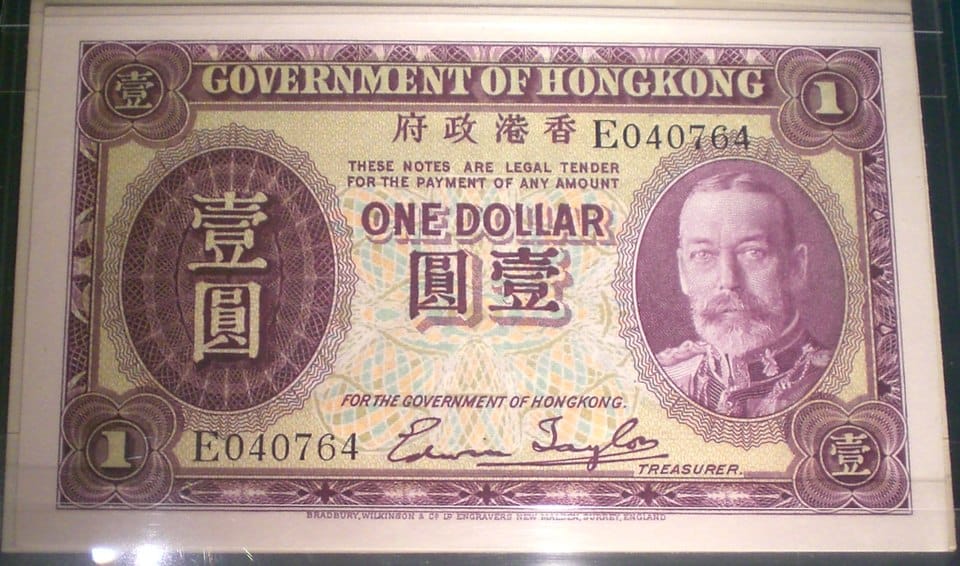 壹
GOVERNMENT OF HONGKONG
1
府政港香
E040764
THESE NOTES ARE LEGAL TENDER
FOR THE PAYMENT OF ANY AMOUNT
ONE DOLLAR
圓壹
壹
圓
FOR THE GOVERNMENT OF HONGKONG.
1
E040764
Edwin Taylor
TREASURER.
壹
BRADBURY, WILKINSON & Co LD ENGRAVERS NEW MALDEN, SURREY, ENGLAND